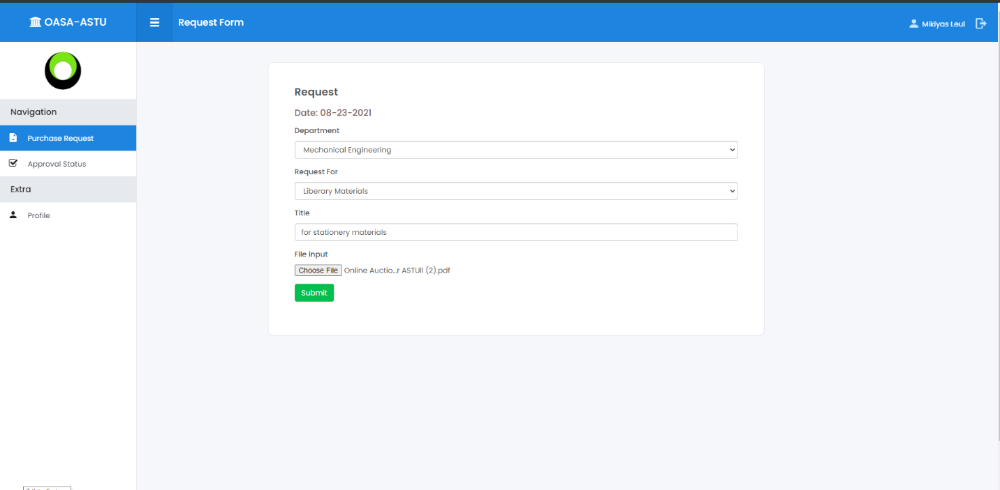 OASA-ASTU
Request Form
Mikiyas Leul
Navigation
Purchase Request
Approval Status
Extra
Profile
Request
Date: 08-23-2021
Department
Mechanical Engineering
Request For
Liberary Materials
Title
for stationery materials
File input
Choose File Online Auctio...r ASTUII (2).pdf
Submit